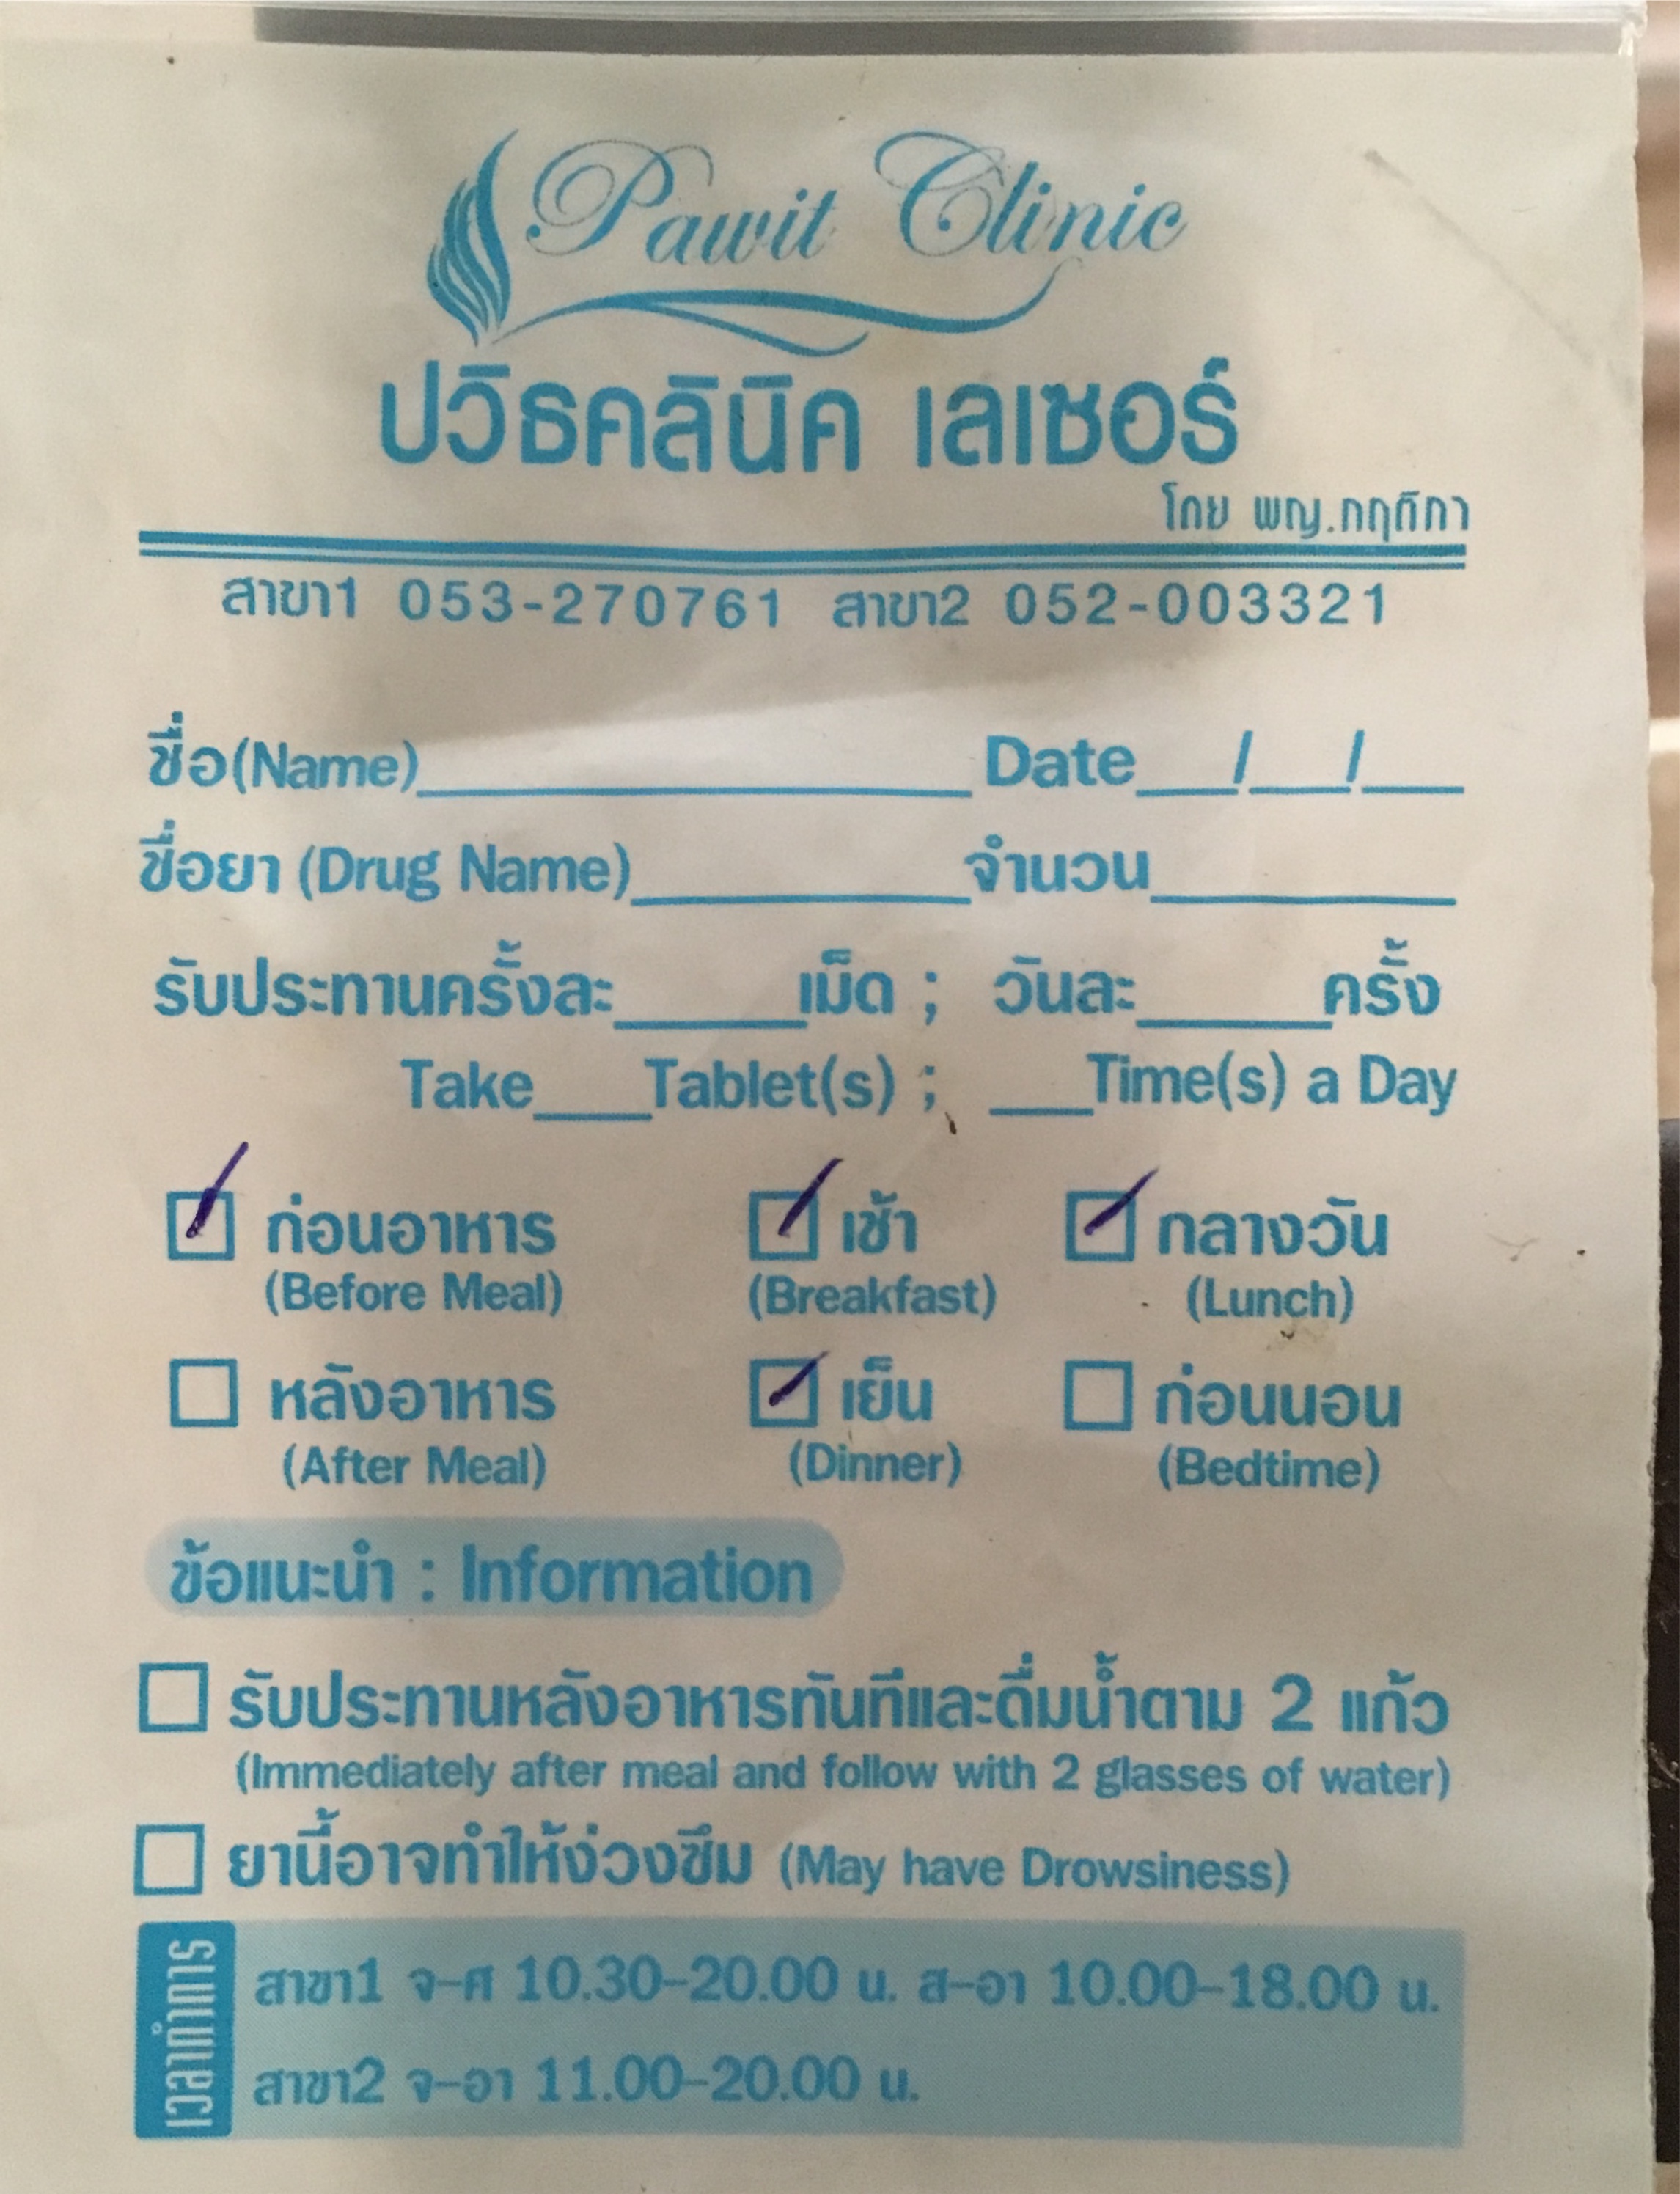 Pawit Clinic
ปวิธคลินิค เลเซอร์
โดย พญ.กฤติกา
สาขา1 053-270761 สาขา2 052-003321
ชื่อ(Name)____________ Date___/___/___
ชื่อยา (Drug Name)________จำนวน________
รับประทานครั้งละ_____เม็ด ; วันละ_____ครั้ง
Take___Tablet(s) ; ___Time(s) a Day
☑ ก่อนอาหาร ☑ เช้า ☑ กลางวัน
(Before Meal) (Breakfast) (Lunch)
☐ หลังอาหาร ☑ เย็น ☐ ก่อนนอน
(After Meal) (Dinner) (Bedtime)
ข้อแนะนำ : Information
☐ รับประทานหลังอาหารทันทีและดื่มน้ำตาม 2 แก้ว
(Immediately after meal and follow with 2 glasses of water)
☐ ยานี้อาจทำให้ง่วงซึม (May have Drowsiness)
เวลาทำการ
สาขา1 จ-ศ 10.30-20.00 น. ส-อา 10.00-18.00 น.
สาขา2 จ-อา 11.00-20.00 น.